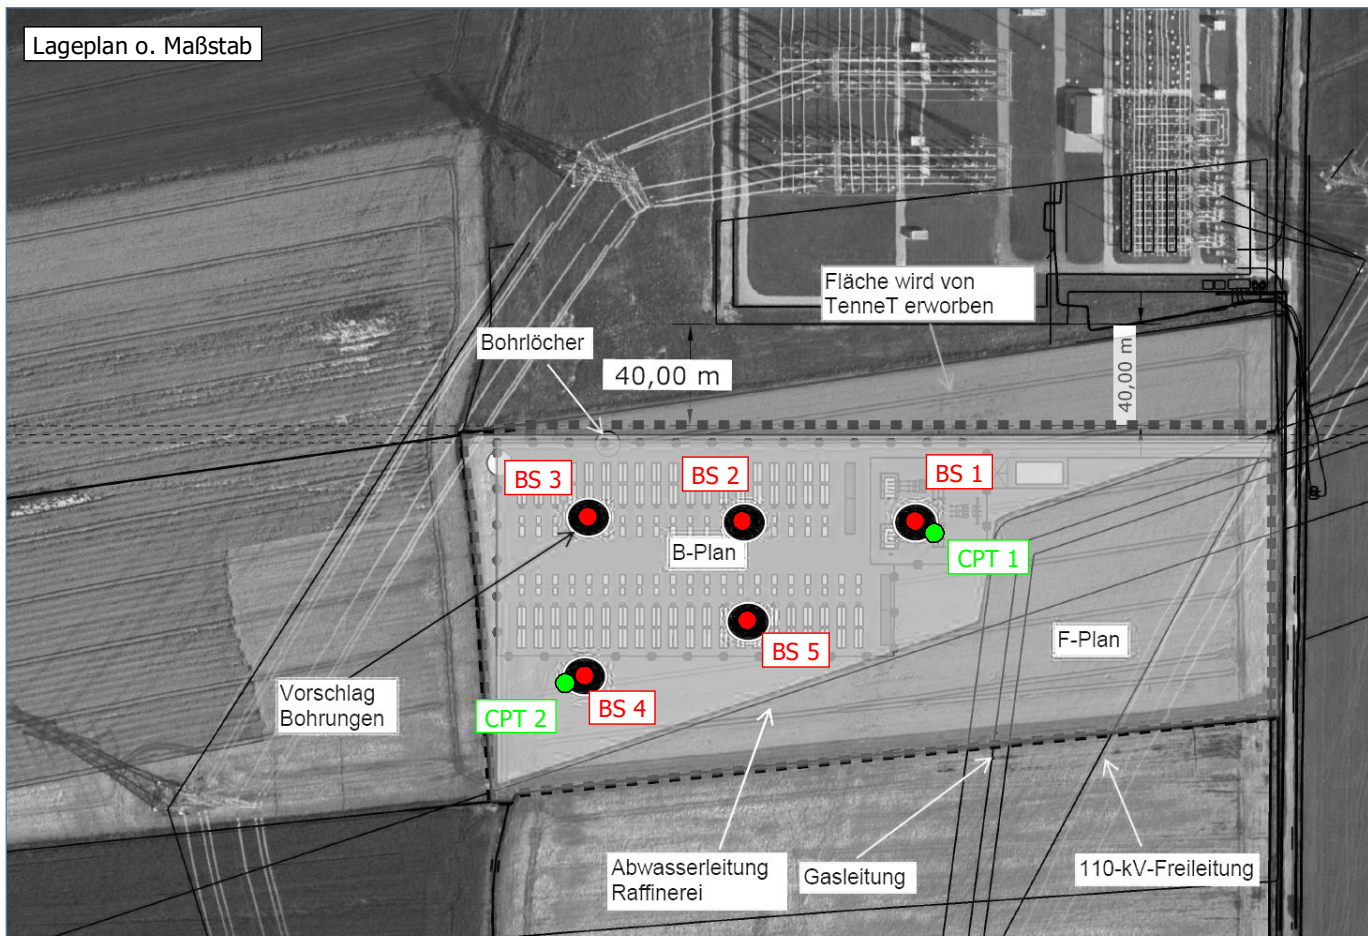 Lageplan o. Maßstab
Fläche wird von
TenneT erworben
Bohrlöcher
40,00 m
40,00 m
BS 3
BS 2
BS 1
B-Plan
CPT 1
F-Plan
BS 5
Vorschlag
Bohrungen
CPT 2
BS 4
Abwasserleitung
Raffinerei
Gasleitung
110-kV-Freileitung